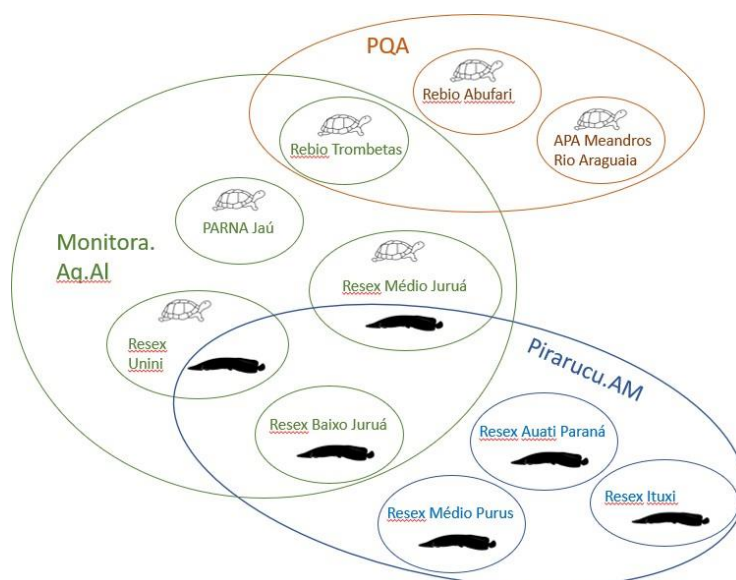 PQA
Rebio Abufari
Rebio Trombetas
APA Meandros
Rio Araguaia
PARNA Jaú
Monitora.
Aq.Al
Resex Médio Juruá
Resex
Unini
Pirarucu.AM
Resex Baixo Juruá
Resex Auati Paraná
Resex Ituxi
Resex Médio Purus